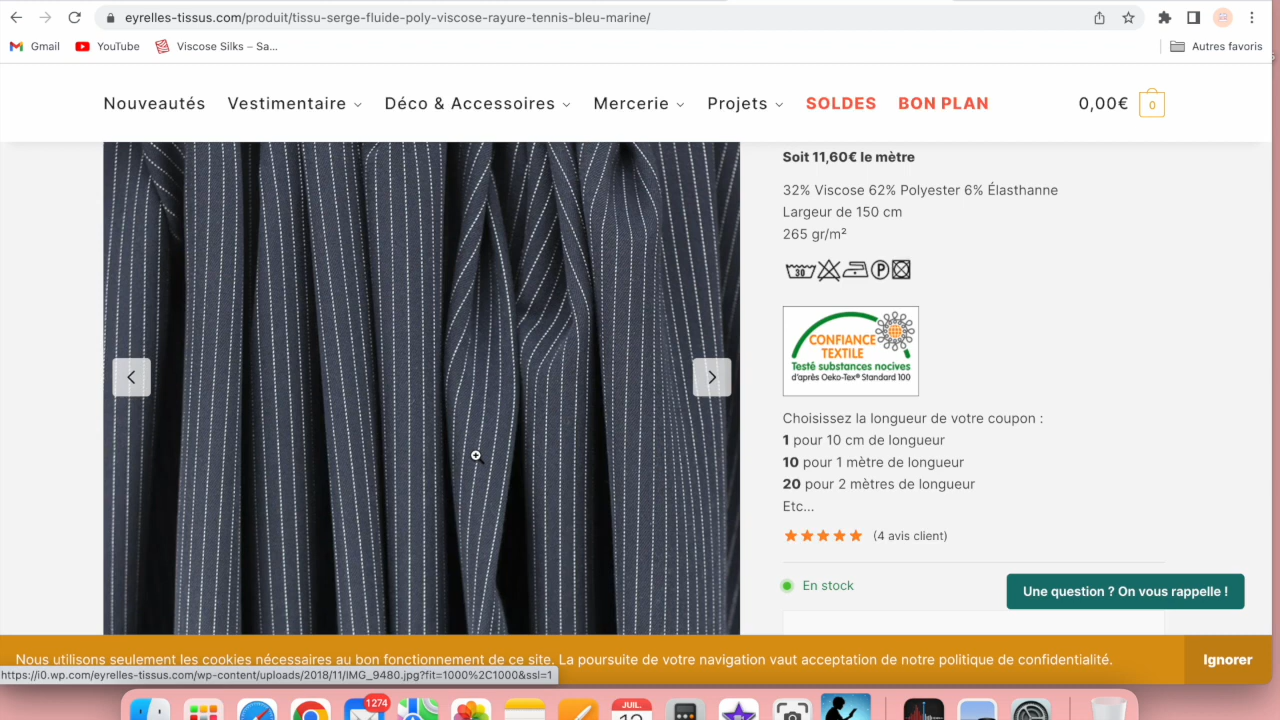 eyrelles-tissus.com/produit/tissu-serge-fluide-poly-viscose-rayure-tennis-bleu-marine/
Gmail
YouTube
Viscose Silks – Sa...
Autres favoris
Nouveautés
Vestimentaire
Déco & Accessoires
Mercerie
Projets
SOLDES
BON PLAN
0,00€
0
Soit 11,60€ le mètre
32% Viscose 62% Polyester 6% Élasthanne
Largeur de 150 cm
265 gr/m²
30
P
CONFIANCE
TEXTILE
Testé substances nocives
d'après Oeko-Tex® Standard 100
Choisissez la longueur de votre coupon :
1 pour 10 cm de longueur
10 pour 1 mètre de longueur
20 pour 2 mètres de longueur
Etc...
(4 avis client)
En stock
Une question ? On vous rappelle !
Nous utilisons seulement les cookies nécessaires au bon fonctionnement de ce site. La poursuite de votre navigation vaut acceptation de notre politique de confidentialité.
Ignorer
https://i0.wp.com/eyrelles-tissus.com/wp-content/uploads/2018/11/IMG_9480.jpg?fit=1000%2C1000&ssl=1
1274
JUIL.